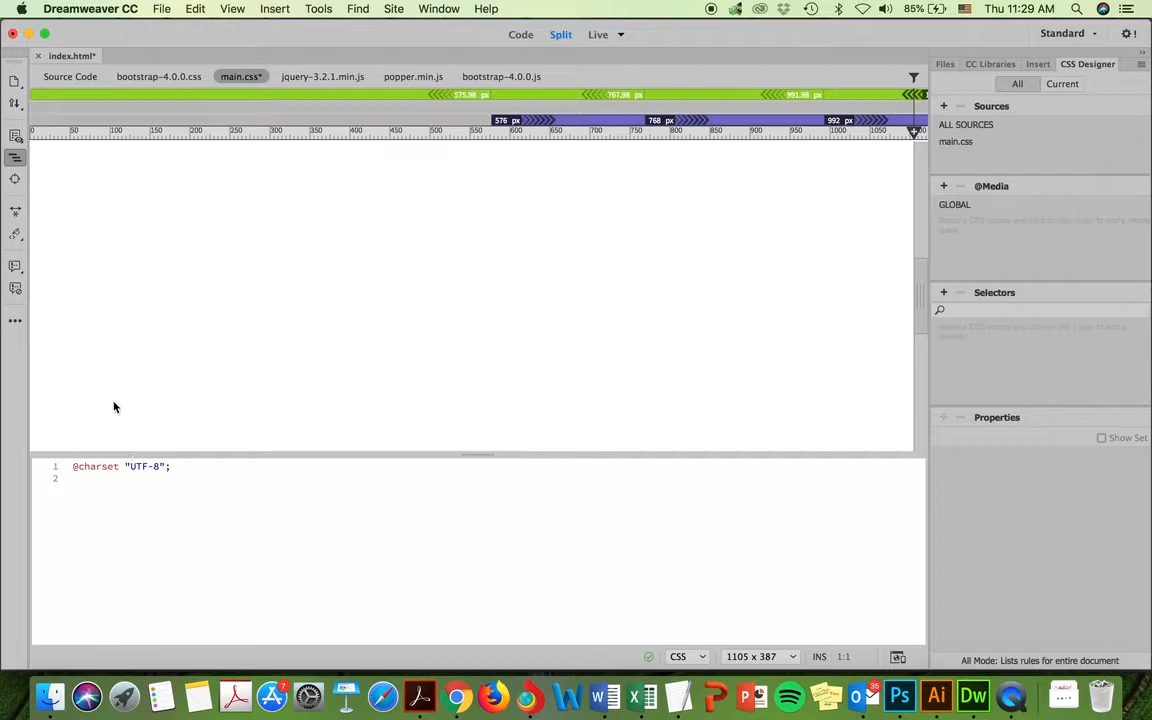 Dreamweaver CC File Edit View Insert Format Tools Find Site Window Help 85% Thu 11:29 AM
Code Split Live Standard
index.html*
Files CC Libraries Insert CSS Designer
Source Code bootstrap-4.0.0.css main.css* jquery-3.2.1.min.js popper.min.js bootstrap-4.0.0.js
All Current
575.98 px 767.98 px 991.98 px
Sources
576 px 768 px 992 px
ALL SOURCES
0 50 100 150 200 250 300 350 400 450 500 550 600 650 700 750 800 850 900 950 1000 1050
main.css
@Media
GLOBAL
Selectors
Properties
Show Set
1 @charset "UTF-8";
2
CSS 1105 x 387 INS 1:1
All Mode: Lists rules for entire document
7 35 Ps Ai Dw